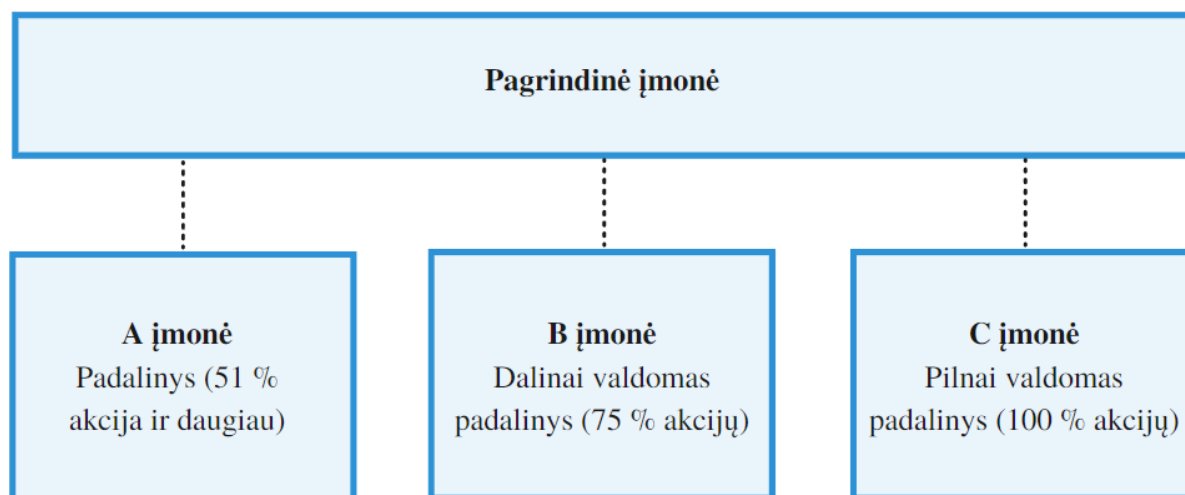 Pagrindinė įmonė
A įmonė
Padalinys (51 %
akcija ir daugiau)
B įmonė
Dalinai valdomas
padalinys (75 % akcijų)
C įmonė
Pilnai valdomas
padalinys (100 % akcijų)